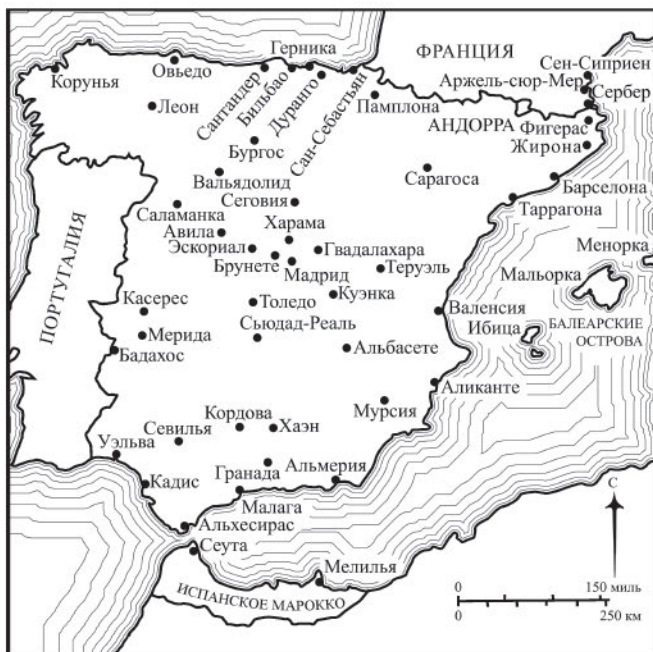 Герника
ФРАНЦИЯ
Сен-Сиприен
Корунья
Овьедо
Сантандер
Бильбао
Дуранго
Сан-Себастьян
Аржель-сюр-Мер
Сербер
Леон
Памплона
АНДОРРА
Фигерас
Жирона
Бургос
Вальядолид
Сарагоса
Барселона
Сеговия
Таррагона
Саламанка
Авила
Харама
Эскориал
Гвадалахара
Менорка
Брунете
Мадрид
Теруэль
Мальорка
ПОРТУГАЛИЯ
Касерес
Толедо
Куэнка
Валенсия
Ибица
БАЛЕАРСКИЕ
ОСТРОВА
Мерида
Сьюдад-Реаль
Бадахос
Альбасете
Аликанте
Мурсия
Кордова
Хаэн
Севилья
Уэльва
Кадис
Гранада
Альмерия
Малага
С
Альхесирас
Сеута
Мелилья
ИСПАНСКОЕ МАРОККО
0
150 миль
0
250 км